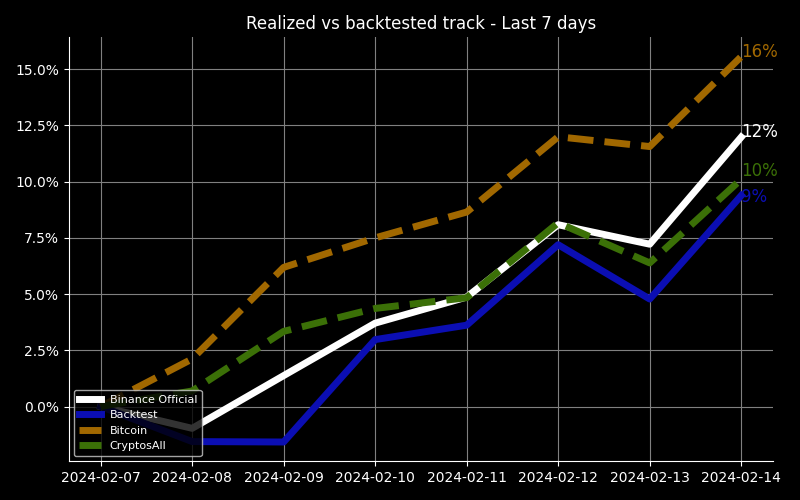 Realized vs backtested track - Last 7 days
16%
15.0%
12%
12.5%
10%
10.0%
9%
7.5%
5.0%
2.5%
0.0%
Binance Official
Backtest
Bitcoin
CryptosAll
2024-02-07 2024-02-08 2024-02-09 2024-02-10 2024-02-11 2024-02-12 2024-02-13 2024-02-14